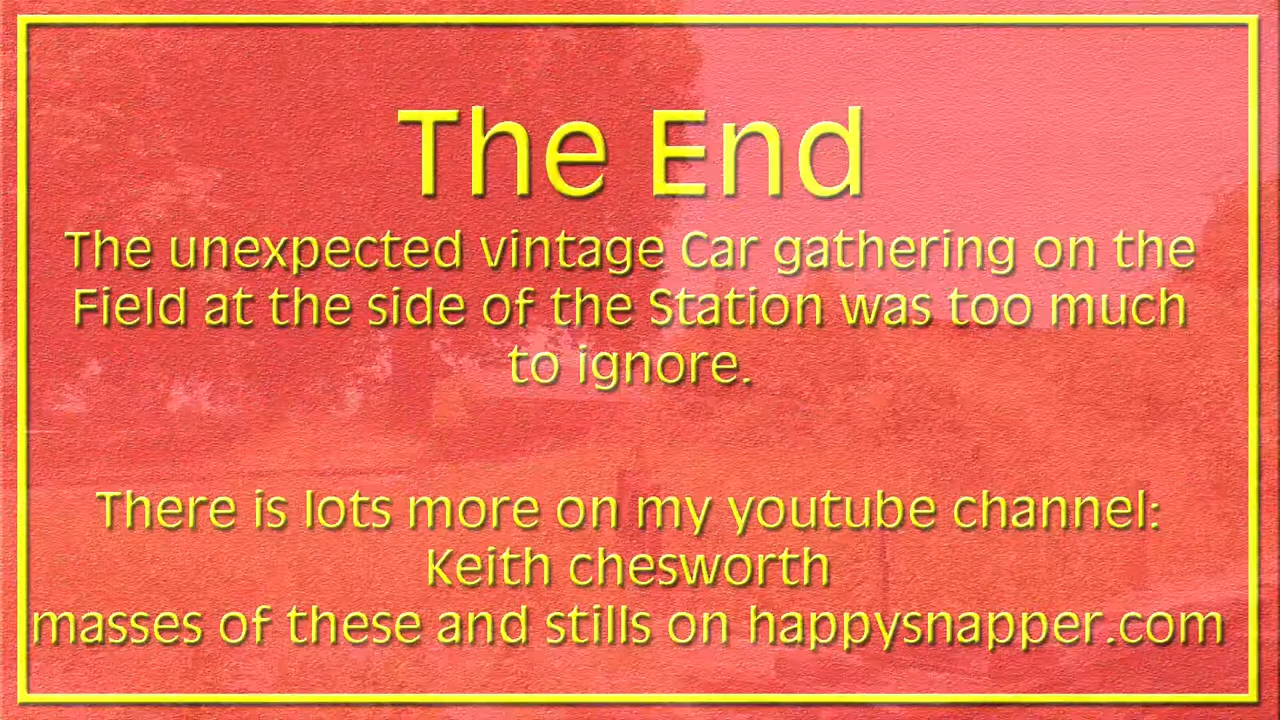 The End
The unexpected vintage Car gathering on the
Field at the side of the Station was too much
to ignore.
There is lots more on my youtube channel:
Keith chesworth
masses of these and stills on happysnapper.com